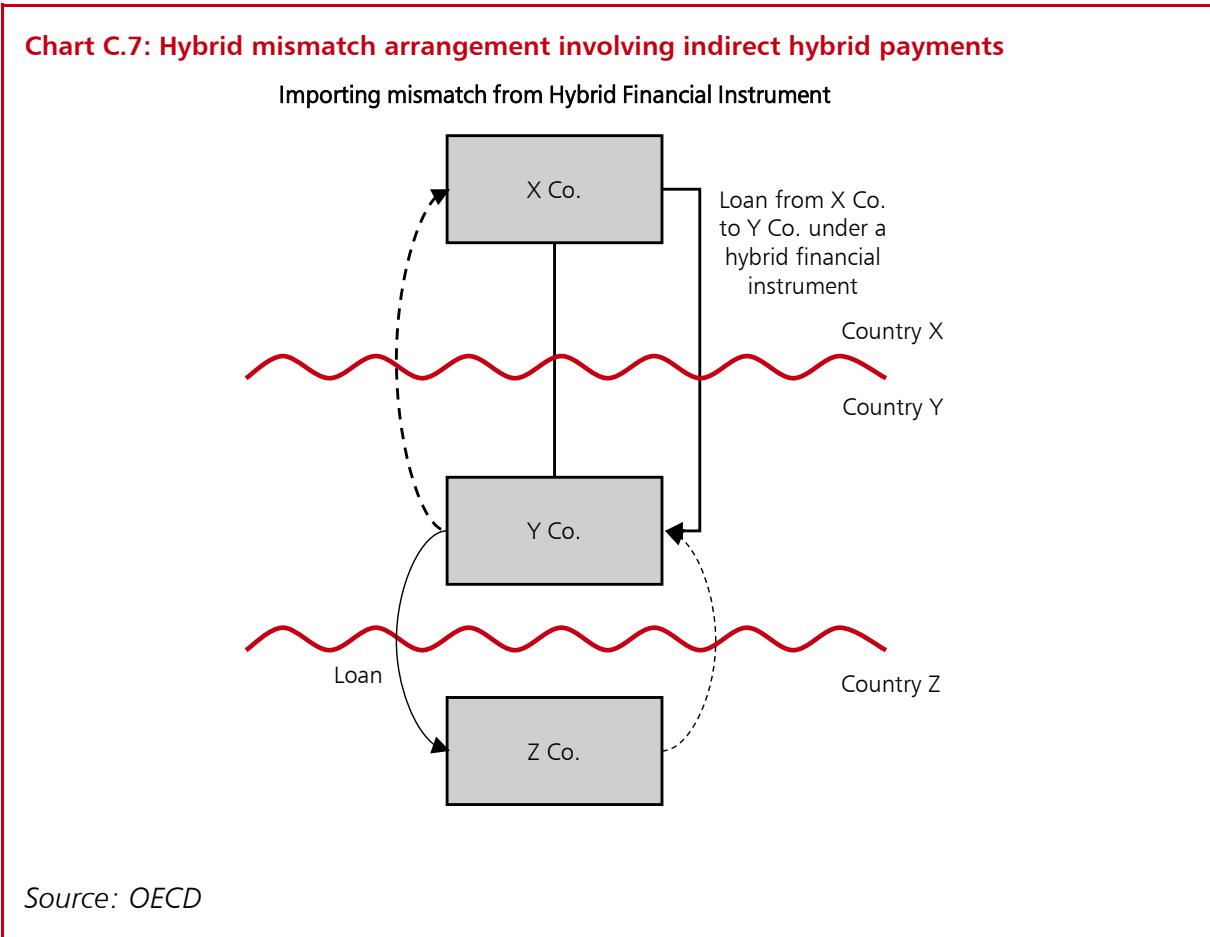 Chart C.7: Hybrid mismatch arrangement involving indirect hybrid payments
Importing mismatch from Hybrid Financial Instrument
X Co.
Loan from X Co.
to Y Co. under a
hybrid financial
instrument
Country X
Country Y
Y Co.
Loan
Country Z
Z Co.
Source: OECD